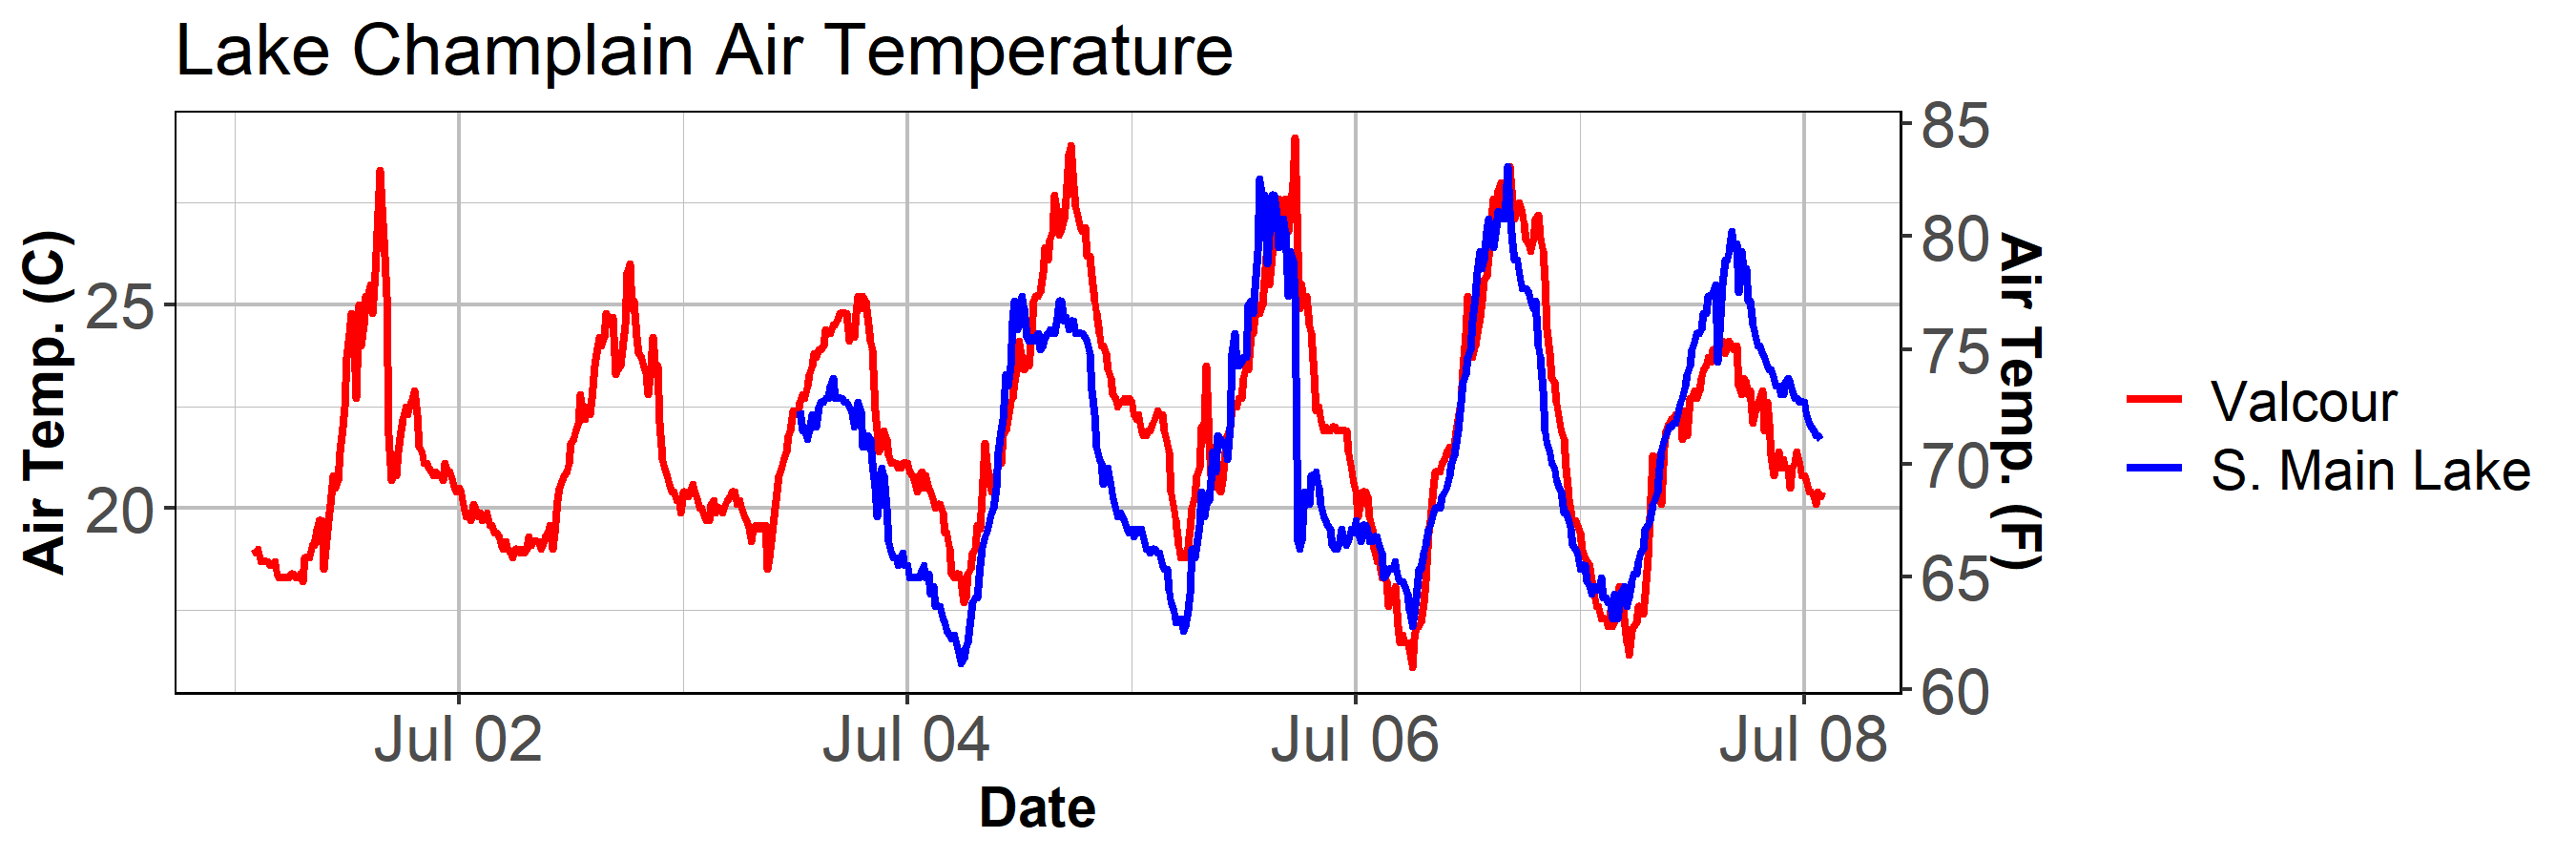 Lake Champlain Air Temperature
Air Temp. (C)
25
20
85
80
75
70
65
60
Air Temp. (F)
Jul 02
Jul 04
Jul 06
Jul 08
Date
Valcour
S. Main Lake